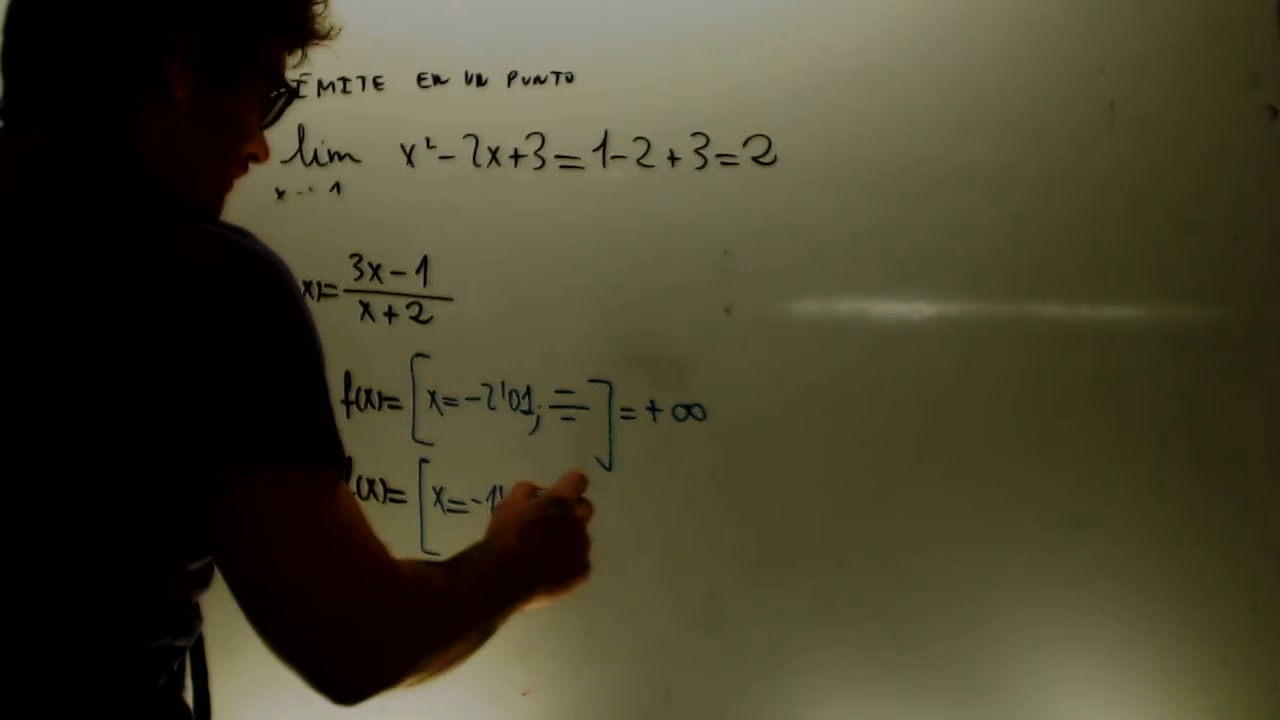 ÍMITE EN UN PUNTO
lim x² - 2x + 3 = 1 - 2 + 3 = 2
x → 1
x) = 3x - 1
x + 2
f(x) = [x = -2'01; - / -] = + ∞
f(x) = [x = -1'